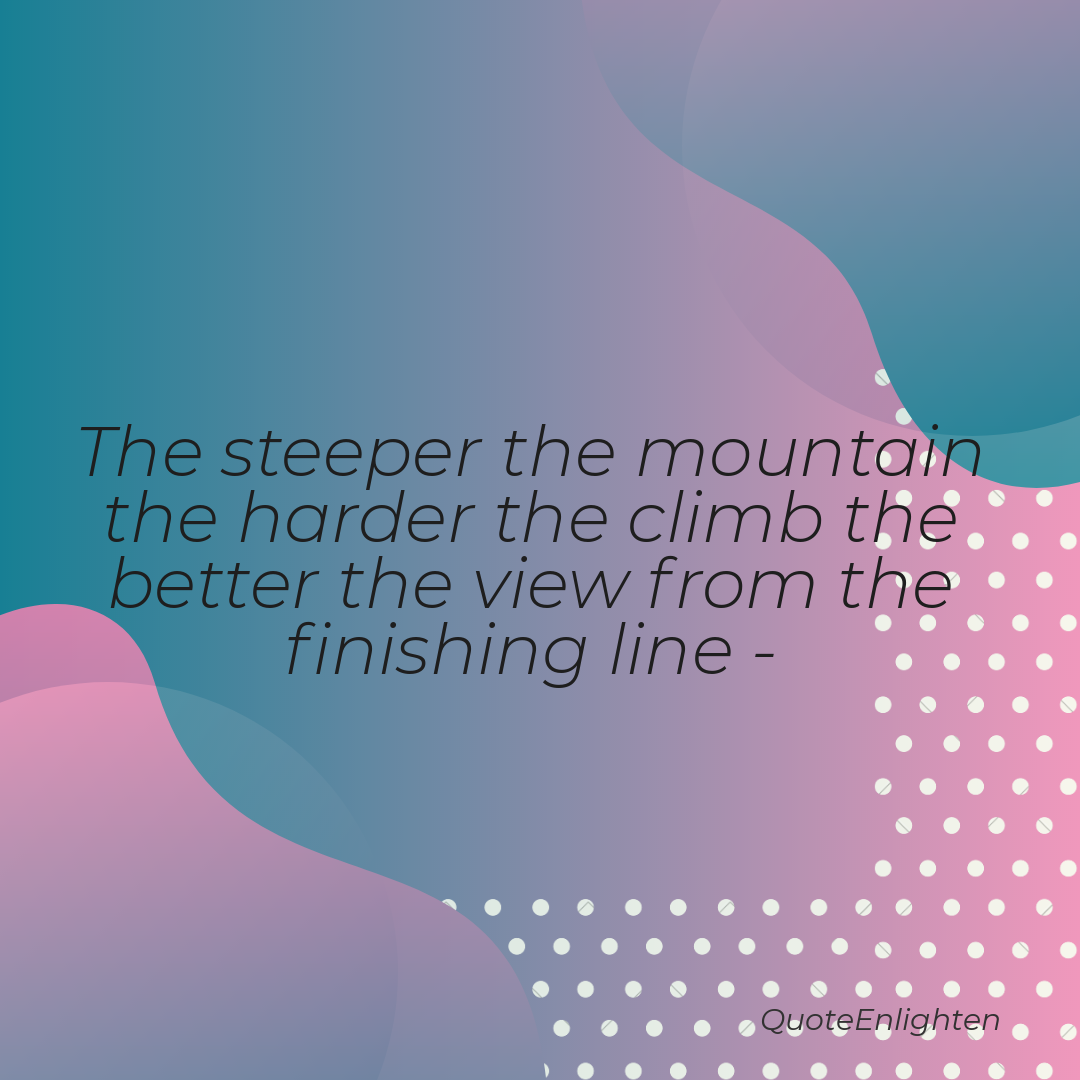 The steeper the mountain
the harder the climb the
better the view from the
finishing line -
QuoteEnlighten